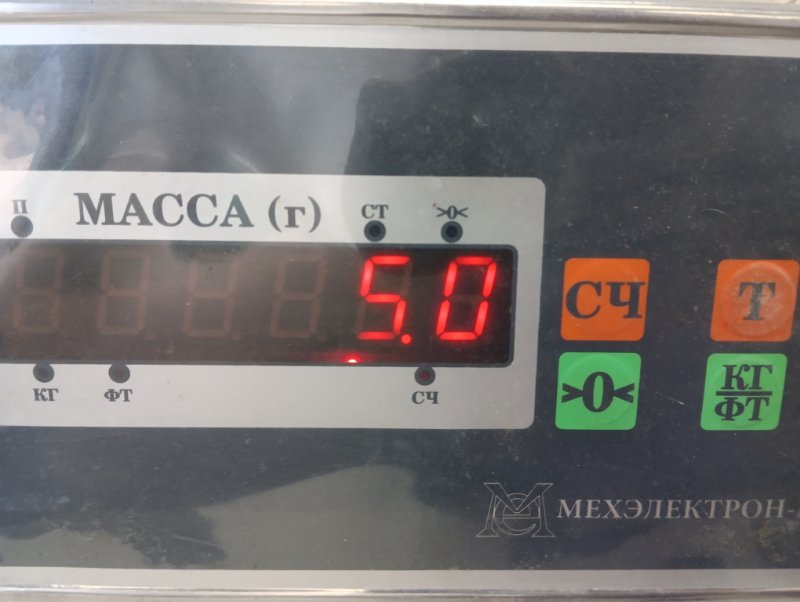 П МАССА (г) СТ >0<
5.0
КГ ФТ СЧ
СЧ Т
>0< КГ
ФТ
МЕХЭЛЕКТРОН-